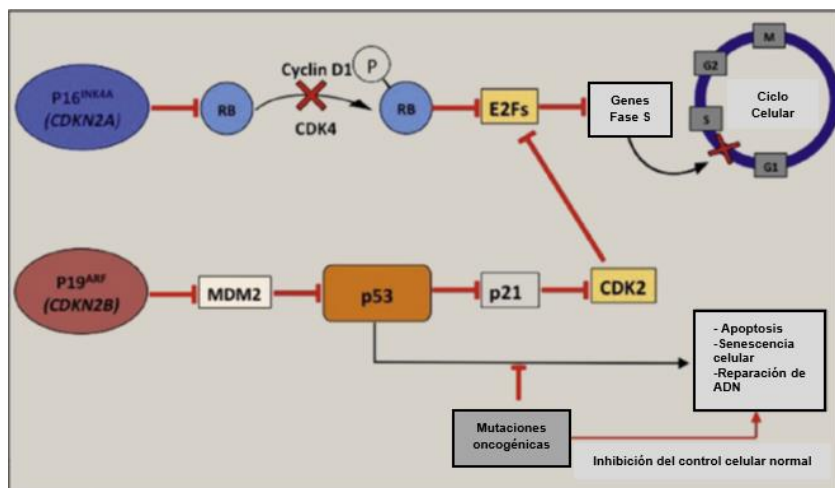 P16INK4A
(CDKN2A)
RB
Cyclin D1
CDK4
P
RB
E2Fs
Genes
Fase S
M
G2
S
G1
Ciclo
Celular
P19ARF
(CDKN2B)
MDM2
p53
p21
CDK2
- Apoptosis
-Senescencia
celular
-Reparación de
ADN
Mutaciones
oncogénicas
Inhibición del control celular normal